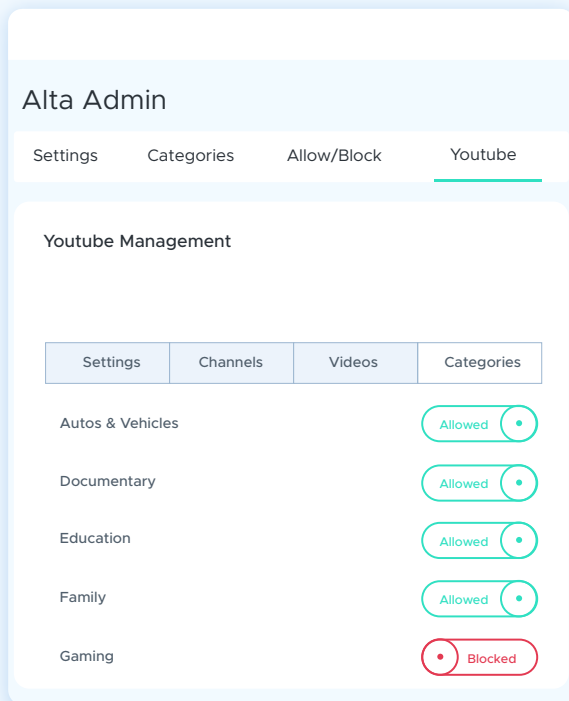 Alta Admin
Settings Categories Allow/Block Youtube
Youtube Management
Settings Channels Videos Categories
Autos & Vehicles Allowed
Documentary Allowed
Education Allowed
Family Allowed
Gaming Blocked